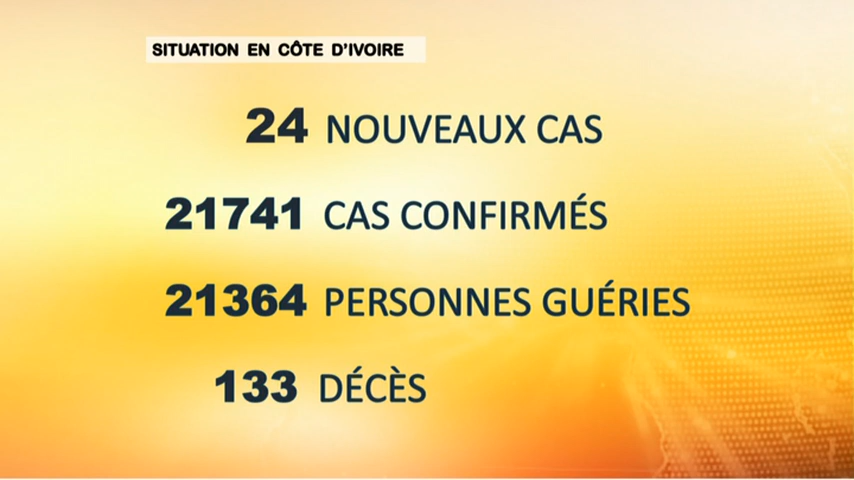 SITUATION EN CÔTE D'IVOIRE
24 NOUVEAUX CAS
21741 CAS CONFIRMÉS
21364 PERSONNES GUÉRIES
133 DÉCÈS